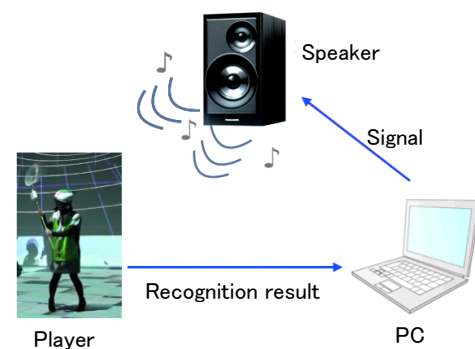 Speaker
Signal
Recognition result
Player
PC